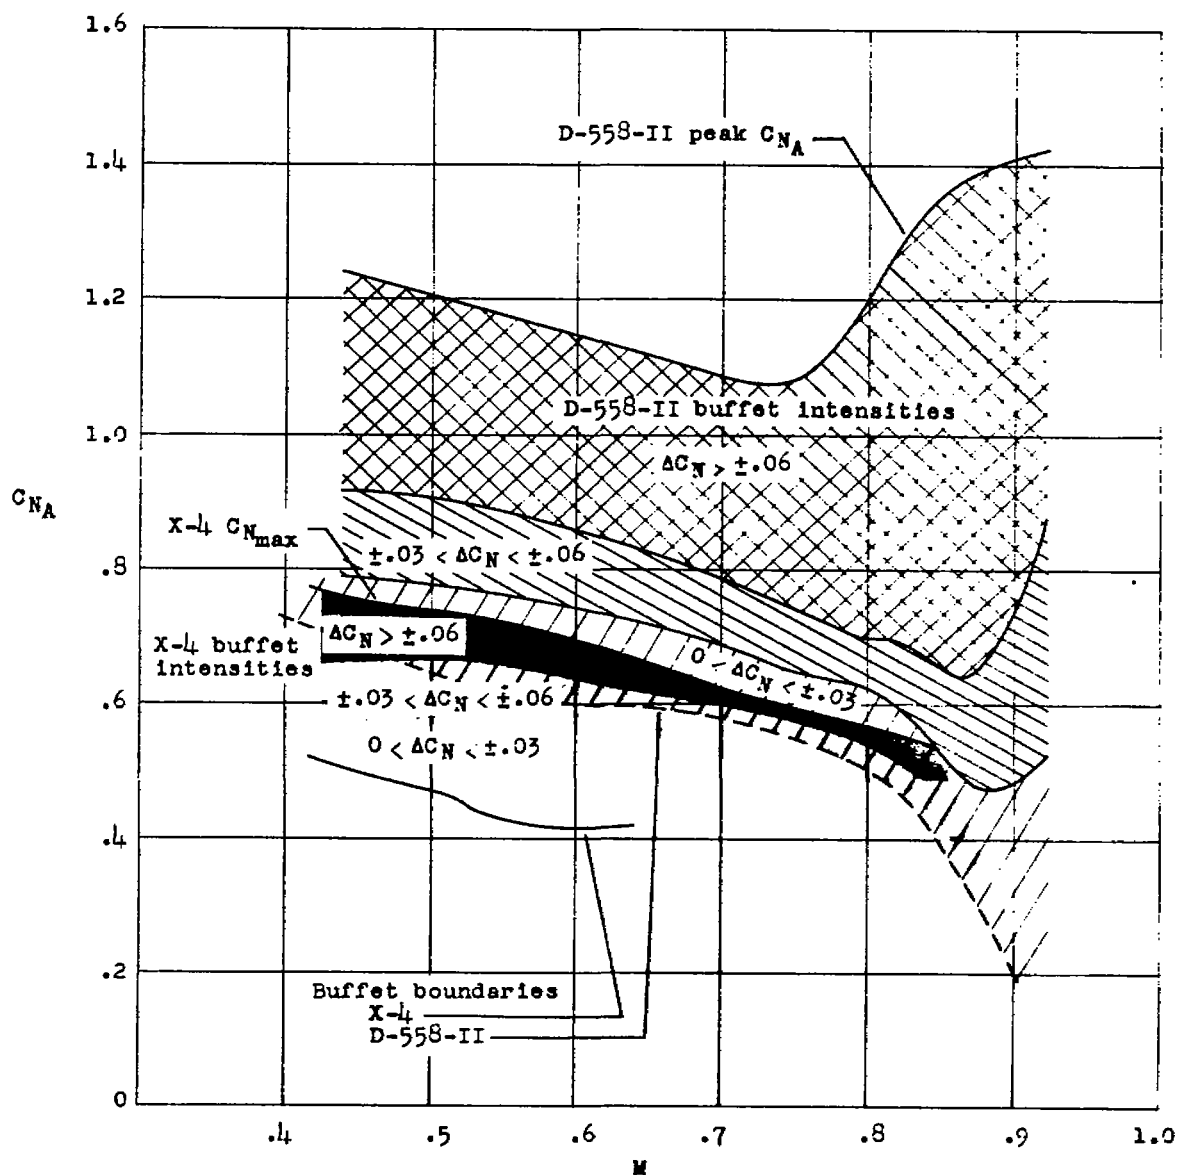 1.6
D-558-II peak CNA
1.4
1.2
D-558-II buffet intensities
1.0
ΔCN > ±.06
CNA
X-4 CNmax
±.03 < ΔCN < ±.06
.8
ΔCN > ±.06
X-4 buffet
intensities
0 < ΔCN < ±.03
±.03 < ΔCN < ±.06
.6
0 < ΔCN < ±.03
.4
.2
Buffet boundaries
X-4
D-558-II
0
.4 .5 .6 .7 .8 .9 1.0
M